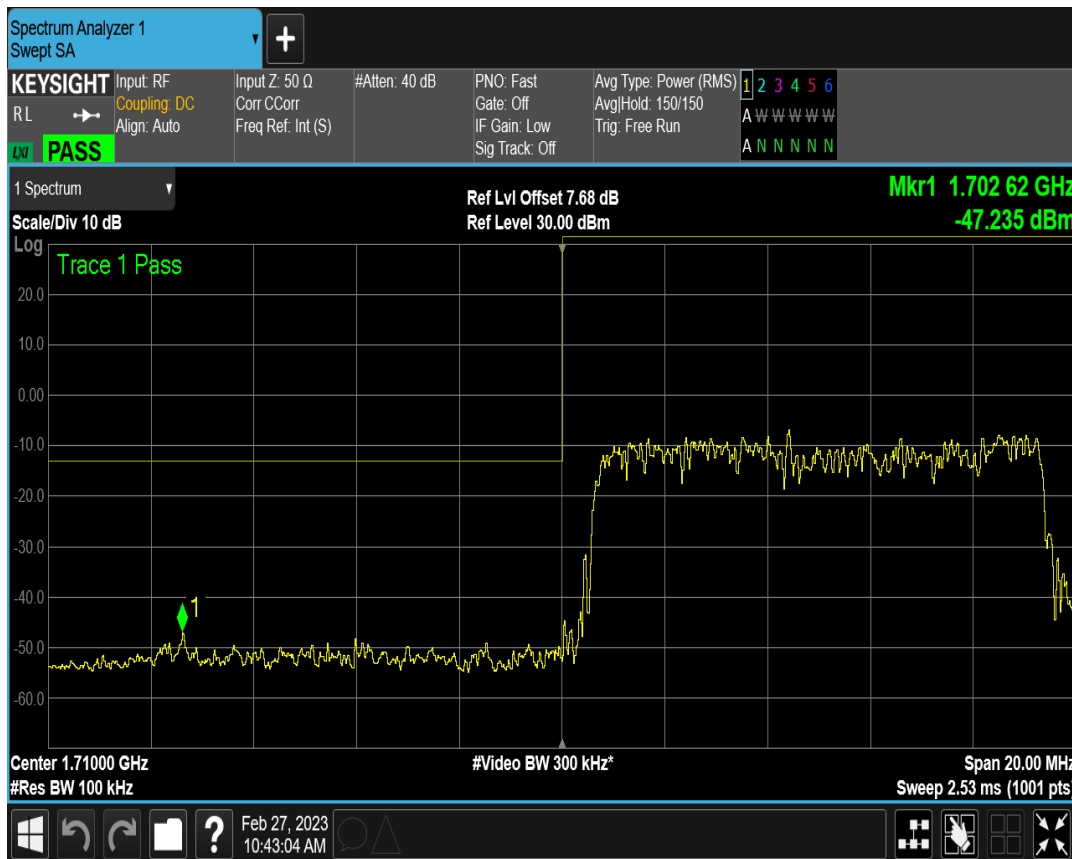 Spectrum Analyzer 1
Swept SA
+
KEYSIGHT
RL
LXI PASS
Input: RF
Coupling: DC
Align: Auto
Input Z: 50 Ω
Corr CCorr
Freq Ref: Int (S)
#Atten: 40 dB
PNO: Fast
Gate: Off
IF Gain: Low
Sig Track: Off
Avg Type: Power (RMS)
Avg|Hold: 150/150
Trig: Free Run
1 2 3 4 5 6
A W W W W W
A N N N N N
1 Spectrum
Scale/Div 10 dB
Ref Lvl Offset 7.68 dB
Ref Level 30.00 dBm
Mkr1 1.702 62 GHz
-47.235 dBm
Log
Trace 1 Pass
20.0
10.0
0.00
-10.0
-20.0
-30.0
-40.0
1
-50.0
-60.0
Center 1.71000 GHz
#Res BW 100 kHz
#Video BW 300 kHz*
Span 20.00 MHz
Sweep 2.53 ms (1001 pts)
?
Feb 27, 2023
10:43:04 AM